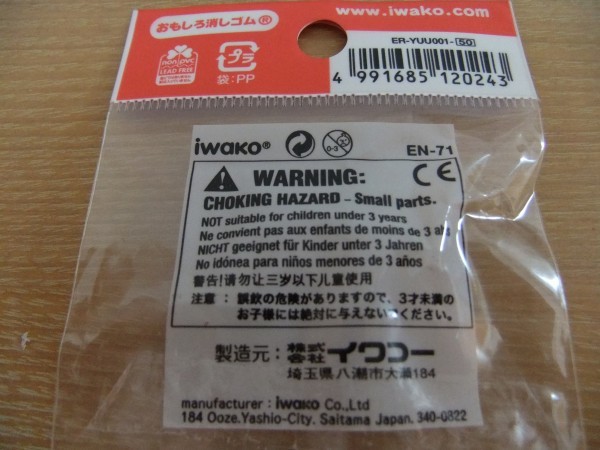 おもしろ消しゴム®
www.iwako.com
non pvc
LEAD FREE
プラ
袋:PP
ER-YUU001-50
4 991685 120243
iwako®
0-3
EN-71
CE
WARNING:
CHOKING HAZARD – Small parts.
NOT suitable for children under 3 years
Ne convient pas aux enfants de moins de 3 ans
NICHT geeignet für Kinder unter 3 Jahren
No idónea para niños menores de 3 años
警告!请勿让三岁以下儿童使用
注意:誤飲の危険がありますので、3才未満の
お子様には絶対に与えないでください。
製造元:株式会社イワコー
埼玉県八潮市大瀬184
manufacturer : iwako Co.,Ltd
184 Ooze.Yashio-City. Saitama Japan. 340-0822